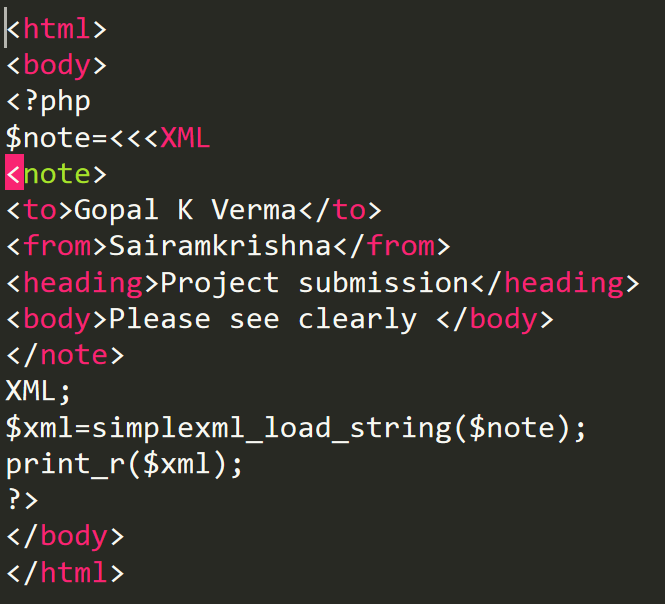 <html>
<body>
<?php
$note=<<<XML
<note>
<to>Gopal K Verma</to>
<from>Sairamkrishna</from>
<heading>Project submission</heading>
<body>Please see clearly </body>
</note>
XML;
$xml=simplexml_load_string($note);
print_r($xml);
?>
</body>
</html>